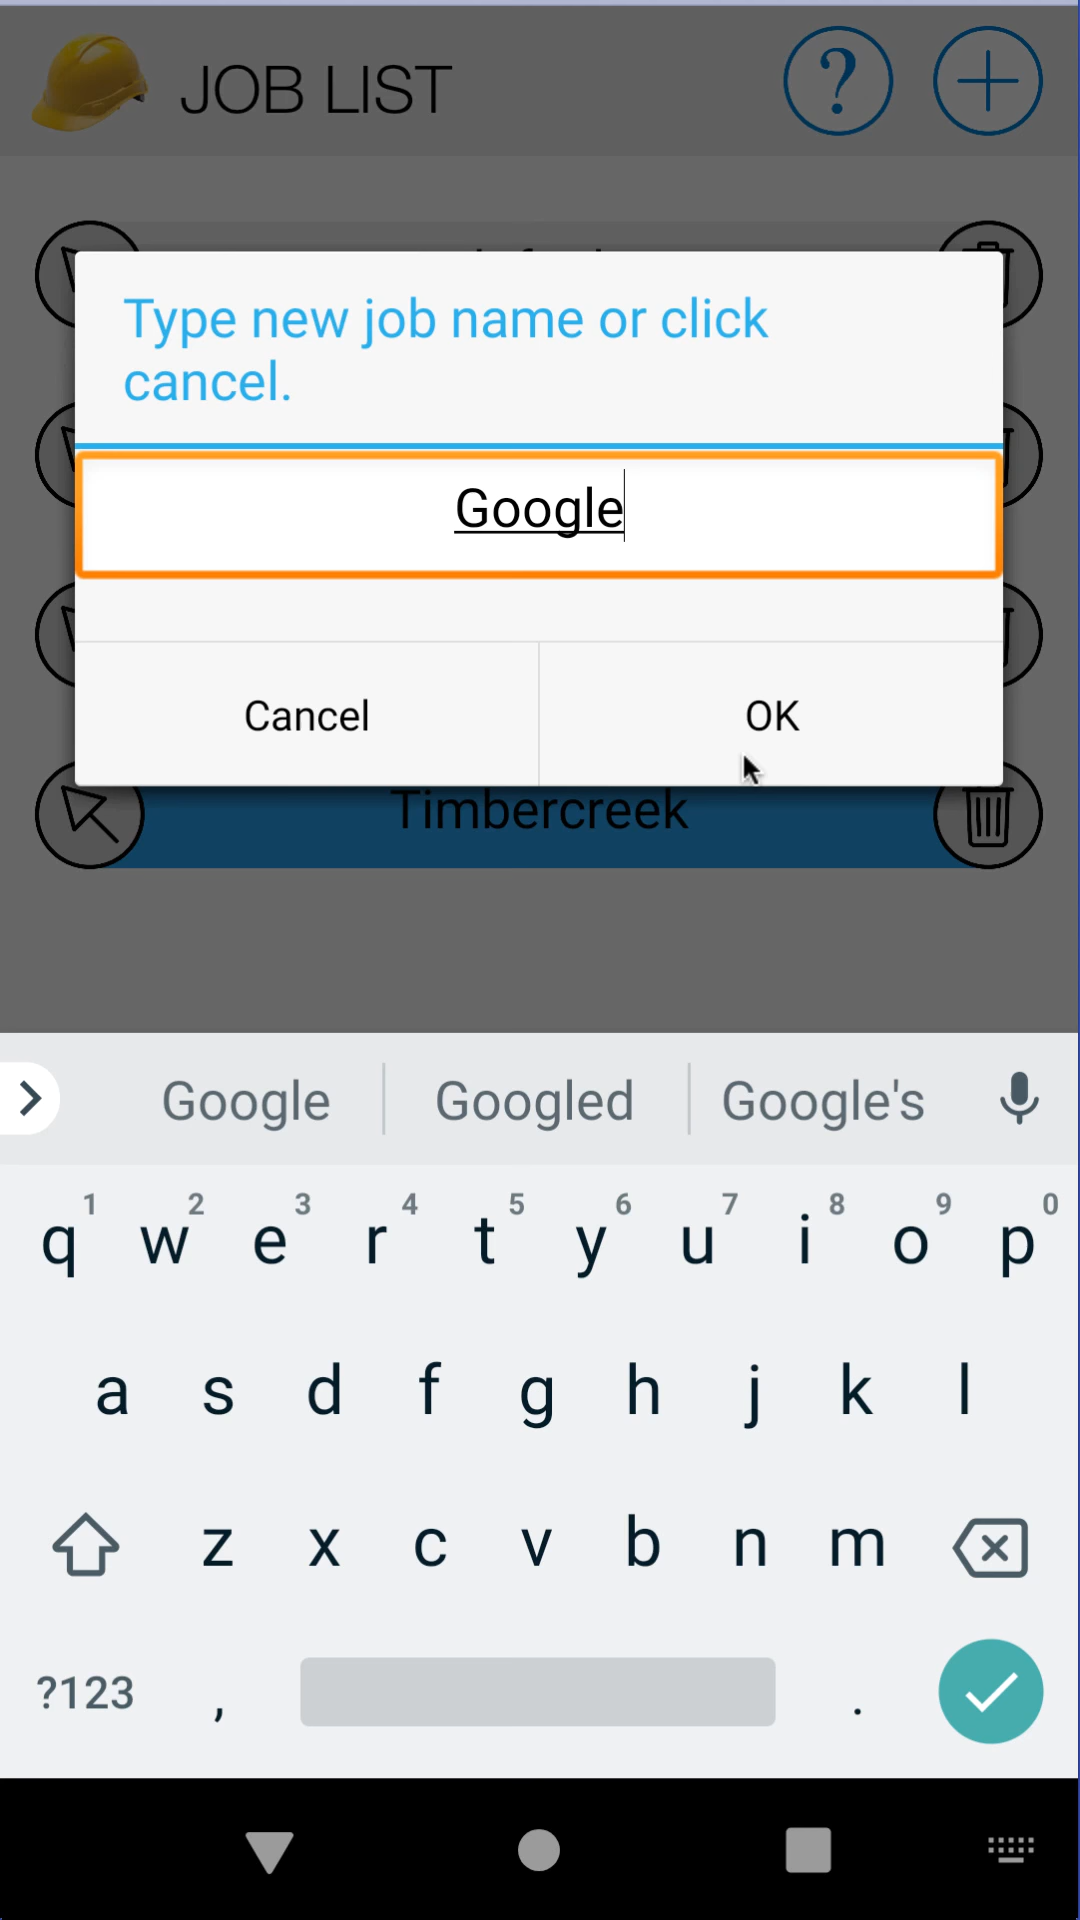 JOB LIST
?
Type new job name or click
cancel.
Google
Cancel
OK
Timbercreek
Google
Googled
Google's
1 2 3 4 5 6 7 8 9 0
q w e r t y u i o p
a s d f g h j k l
z x c v b n m
?123 , .